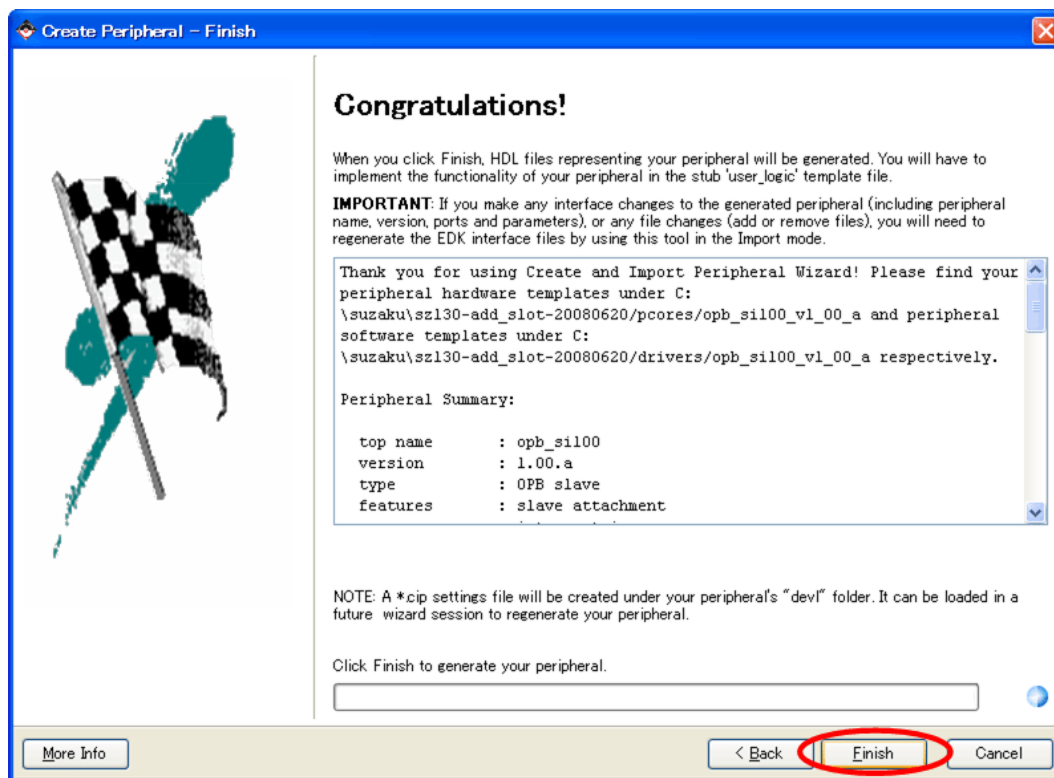 Create Peripheral - Finish
Congratulations!
When you click Finish, HDL files representing your peripheral will be generated. You will have to
implement the functionality of your peripheral in the stub 'user_logic' template file.
IMPORTANT: If you make any interface changes to the generated peripheral (including peripheral
name, version, ports and parameters), or any file changes (add or remove files), you will need to
regenerate the EDK interface files by using this tool in the Import mode.
Thank you for using Create and Import Peripheral Wizard! Please find your
peripheral hardware templates under C:
\suzaku\sz130-add_slot-20080620/pcores/opb_sil00_v1_00_a and peripheral
software templates under C:
\suzaku\sz130-add_slot-20080620/drivers/opb_sil00_v1_00_a respectively.
Peripheral Summary:
top name : opb_sil00
version : 1.00.a
type : OPB slave
features : slave attachment
NOTE: A *.cip settings file will be created under your peripheral's "devl" folder. It can be loaded in a
future wizard session to regenerate your peripheral.
Click Finish to generate your peripheral.
More Info
< Back
Finish
Cancel